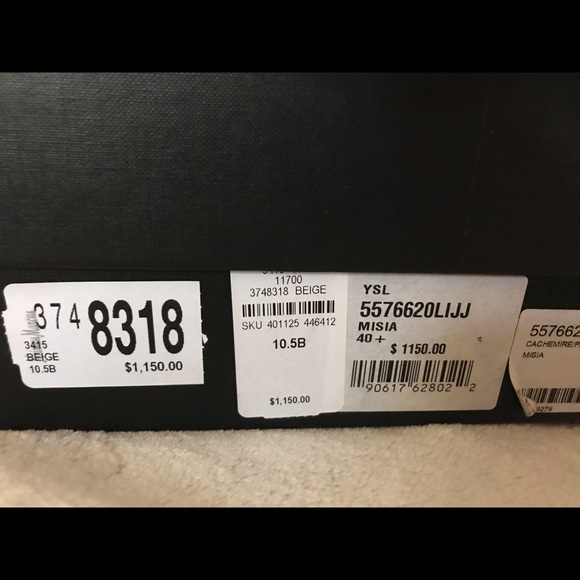 374 8318
3415
BEIGE
10.5B
$1,150.00
11700
3748318 BEIGE
SKU 401125 446412
10.5B
$1,150.00
YSL
5576620LIJJ
MISIA
40+
$ 1150.00
90617 62802 2
557662
CACHEMIRE/P
MISIA
9279